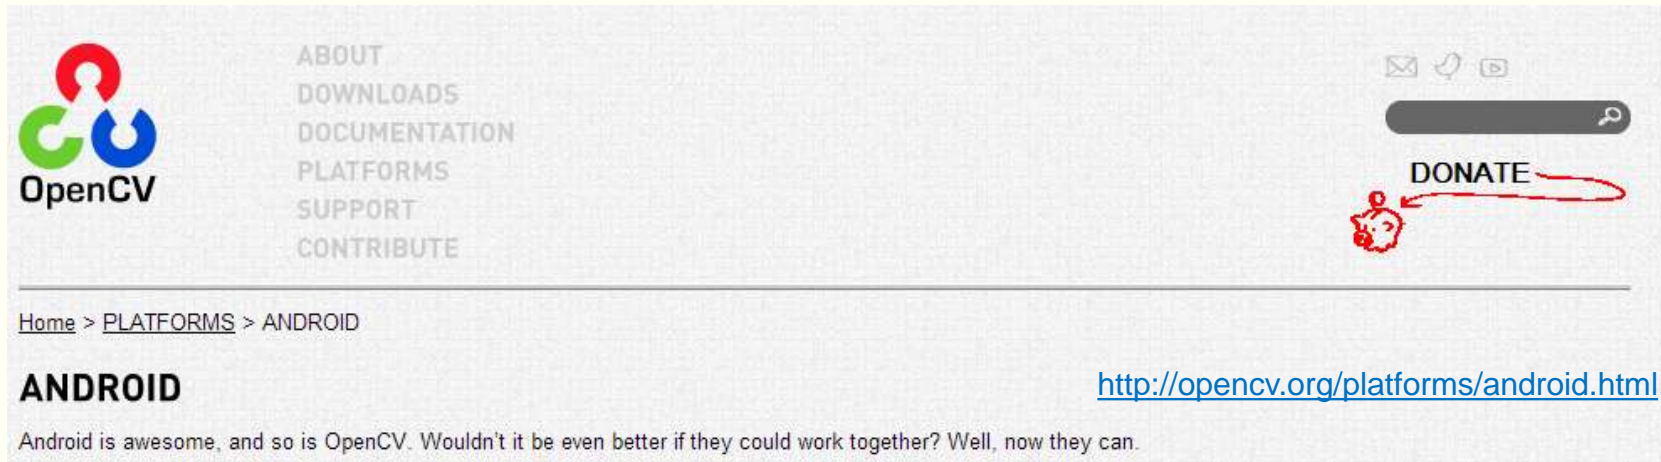 OpenCV
ABOUT
DOWNLOADS
DOCUMENTATION
PLATFORMS
SUPPORT
CONTRIBUTE
DONATE
Home > PLATFORMS > ANDROID
ANDROID
http://opencv.org/platforms/android.html
Android is awesome, and so is OpenCV. Wouldn't it be even better if they could work together? Well, now they can.